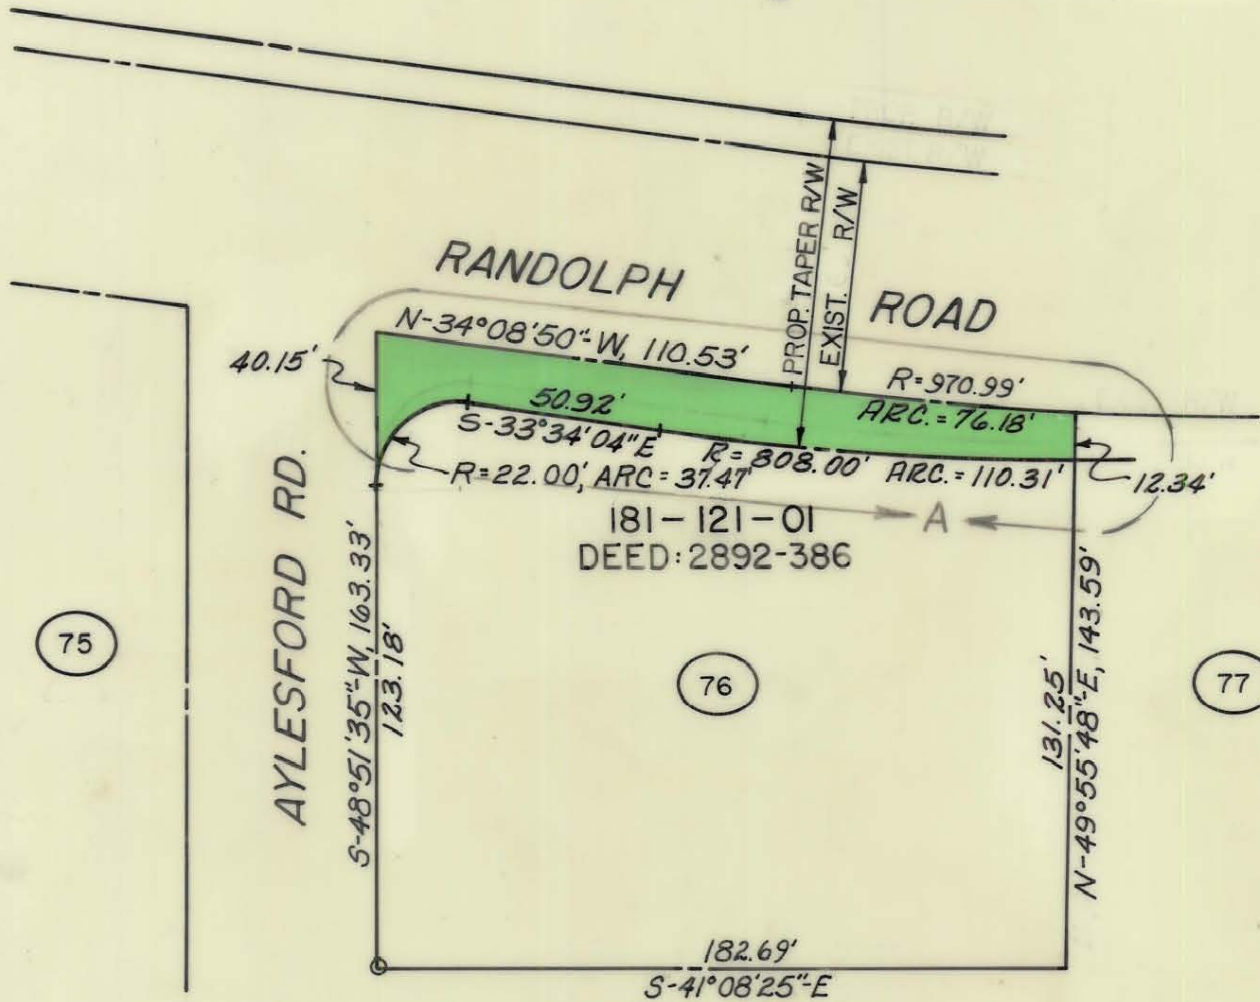 RANDOLPH ROAD
PROP. TAPER R/W
EXIST. R/W
N-34°08'50"-W, 110.53'
R=970.99'
ARC.=76.18'
40.15'
50.92'
S-33°34'04"E
R=808.00' ARC.=110.31'
12.34'
R=22.00', ARC=37.47'
A
181-121-01
DEED:2892-386
AYLESFORD RD.
S-48°51'35"-W, 163.33'
123.18'
75
76
77
131.25'
N-49°55'48"-E, 143.59'
182.69'
S-41°08'25"-E